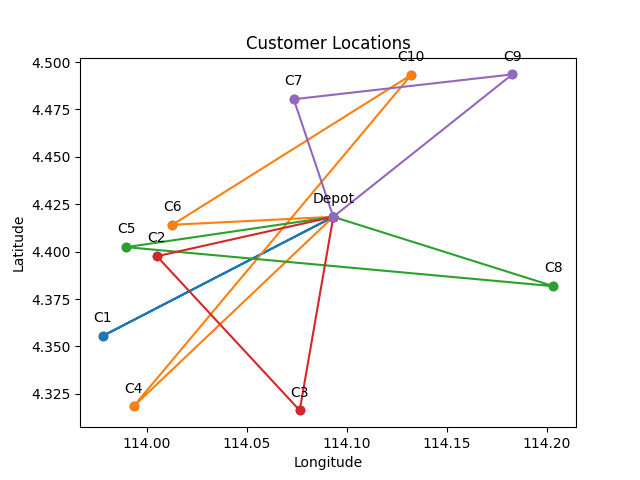 Customer Locations
C10
C9
C7
C6
Depot
C5
C2
C8
C1
C4
C3
4.500
4.475
4.450
4.425
4.400
4.375
4.350
4.325
Latitude
114.00
114.05
114.10
114.15
114.20
Longitude